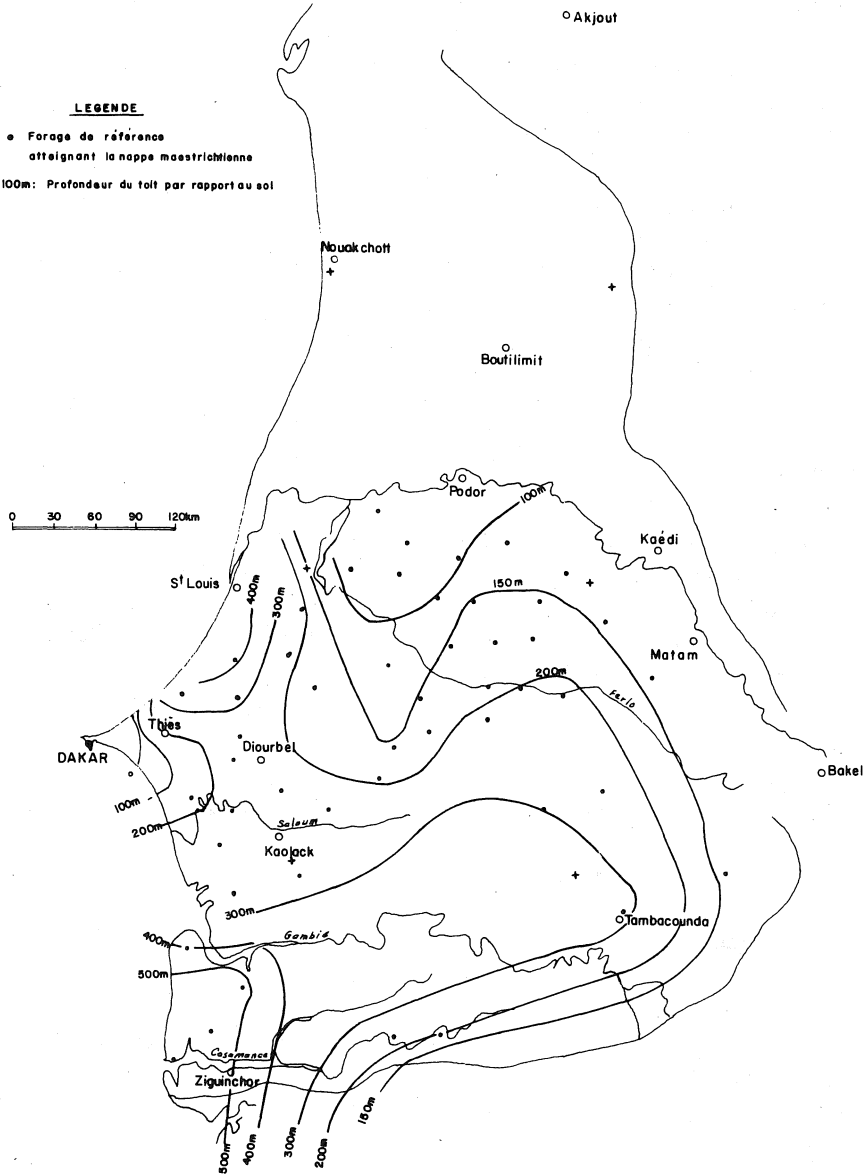 Akjout
LEGENDE
Forage de référence
atteignant la nappe maestrichtienne
100m: Profondeur du toit par rapport au sol
Nouakchott
Boutilimit
Podor
100m
0 30 60 90 120km
Kaédi
St Louis
400m
300m
150m
Matam
200m
Ferlo
Thiès
DAKAR
Diourbel
Bakel
100m
200m
Saloum
Kaolack
300m
Tambacounda
Gambie
400m
500m
Casamance
Ziguinchor
500m
400m
300m
200m
150m